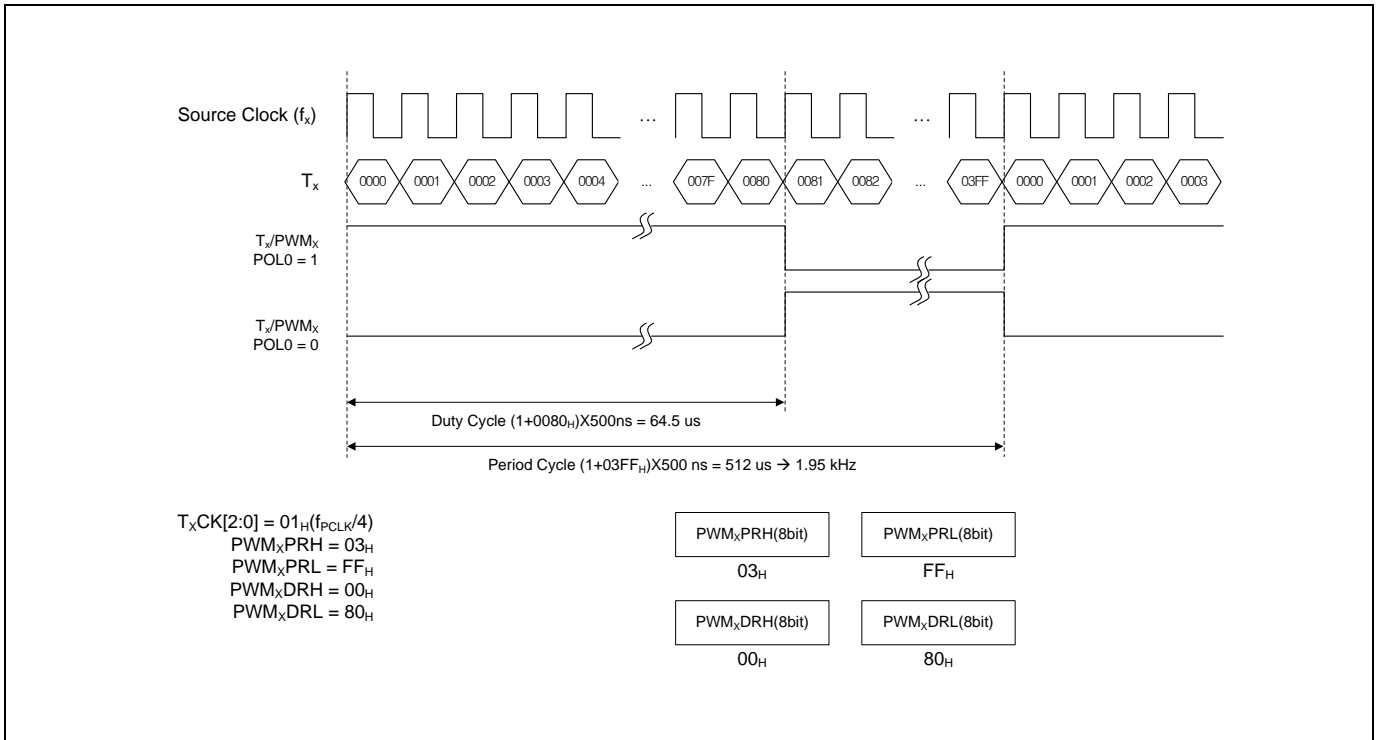 Source Clock (fx)
... ...
Tx
0000 0001 0002 0003 0004 ... 007F 0080 0081 0082 ... 03FF 0000 0001 0002 0003
Tx/PWMX
POL0 = 1
Tx/PWMX
POL0 = 0
Duty Cycle (1+0080H)X500ns = 64.5 us
Period Cycle (1+03FFH)X500 ns = 512 us → 1.95 kHz
TXCK[2:0] = 01H(fPCLK/4)
PWMXPRH = 03H
PWMXPRL = FFH
PWMXDRH = 00H
PWMXDRL = 80H
PWMXPRH(8bit) PWMXPRL(8bit)
03H FFH
PWMXDRH(8bit) PWMXDRL(8bit)
00H 80H